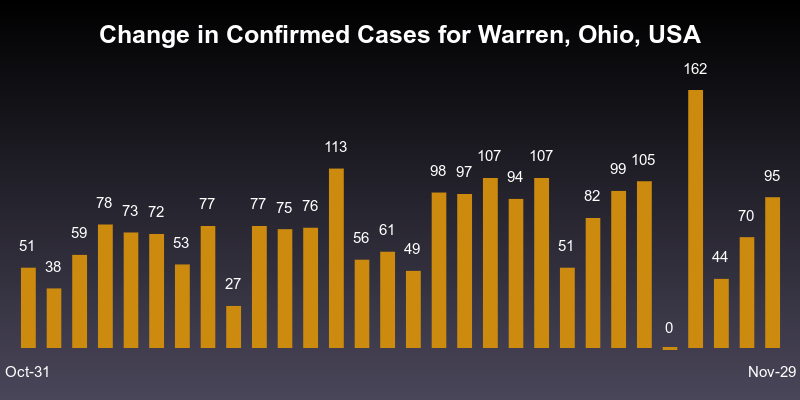 Change in Confirmed Cases for Warren, Ohio, USA
51 38 59 78 73 72 53 77 27 77 75 76 113 56 61 49 98 97 107 94 107 51 82 99 105 0 162 44 70 95
Oct-31 Nov-29